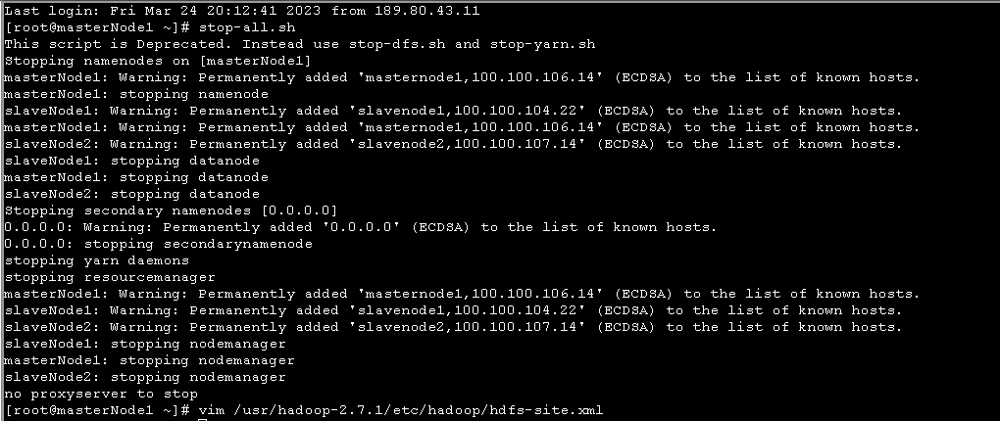 Last login: Fri Mar 24 20:12:41 2023 from 189.80.43.11
[root@masterNode1 ~]# stop-all.sh
This script is Deprecated. Instead use stop-dfs.sh and stop-yarn.sh
Stopping namenodes on [masterNode1]
masterNode1: Warning: Permanently added 'masternode1,100.100.106.14' (ECDSA) to the list of known hosts.
masterNode1: stopping namenode
slaveNode1: Warning: Permanently added 'slavenode1,100.100.104.22' (ECDSA) to the list of known hosts.
masterNode1: Warning: Permanently added 'masternode1,100.100.106.14' (ECDSA) to the list of known hosts.
slaveNode2: Warning: Permanently added 'slavenode2,100.100.107.14' (ECDSA) to the list of known hosts.
slaveNode1: stopping datanode
masterNode1: stopping datanode
slaveNode2: stopping datanode
Stopping secondary namenodes [0.0.0.0]
0.0.0.0: Warning: Permanently added '0.0.0.0' (ECDSA) to the list of known hosts.
0.0.0.0: stopping secondarynamenode
stopping yarn daemons
stopping resourcemanager
masterNode1: Warning: Permanently added 'masternode1,100.100.106.14' (ECDSA) to the list of known hosts.
slaveNode1: Warning: Permanently added 'slavenode1,100.100.104.22' (ECDSA) to the list of known hosts.
slaveNode2: Warning: Permanently added 'slavenode2,100.100.107.14' (ECDSA) to the list of known hosts.
slaveNode1: stopping nodemanager
masterNode1: stopping nodemanager
slaveNode2: stopping nodemanager
no proxyserver to stop
[root@masterNode1 ~]# vim /usr/hadoop-2.7.1/etc/hadoop/hdfs-site.xml